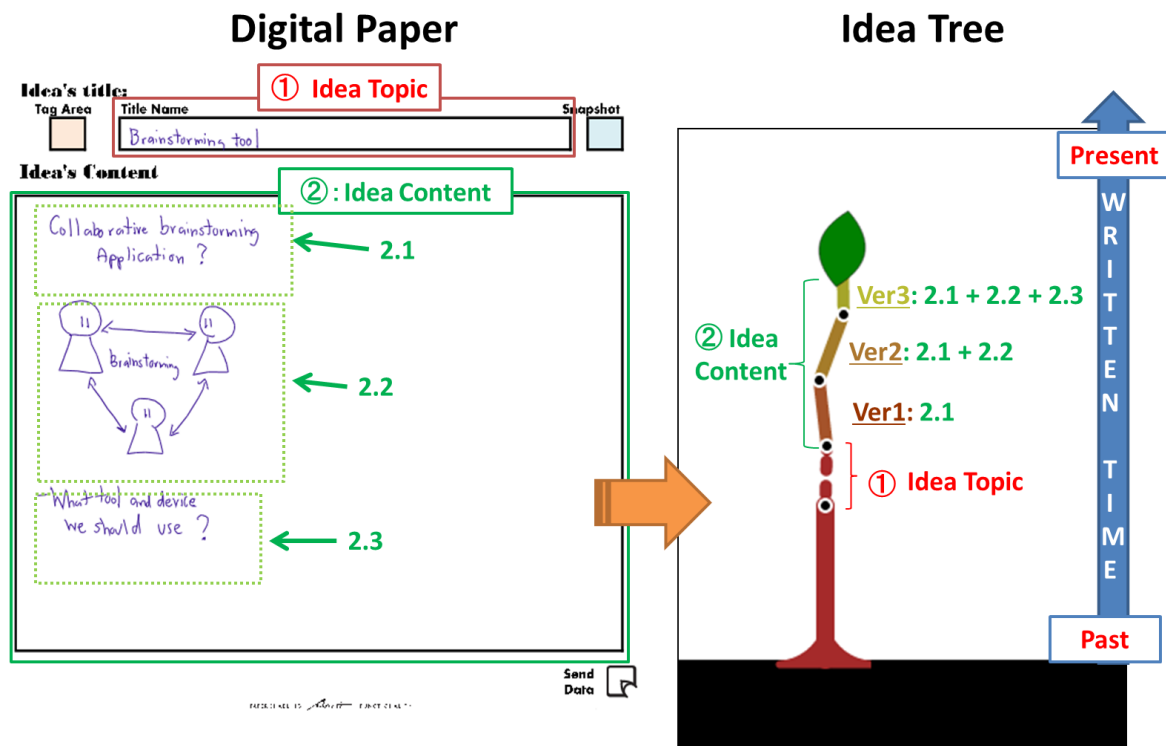 Digital Paper
Idea Tree
Idea's title:
① Idea Topic
Tag Area
Title Name
Snapshot
Brainstorming tool
Idea's Content
②: Idea Content
Collaborative brainstorming
Application ?
2.1
Brainstorming
2.2
-What tool and device
we should use ?
2.3
Send
Data
Present
WRITTEN TIME
Past
Ver3: 2.1 + 2.2 + 2.3
② Idea
Content
Ver2: 2.1 + 2.2
Ver1: 2.1
① Idea Topic